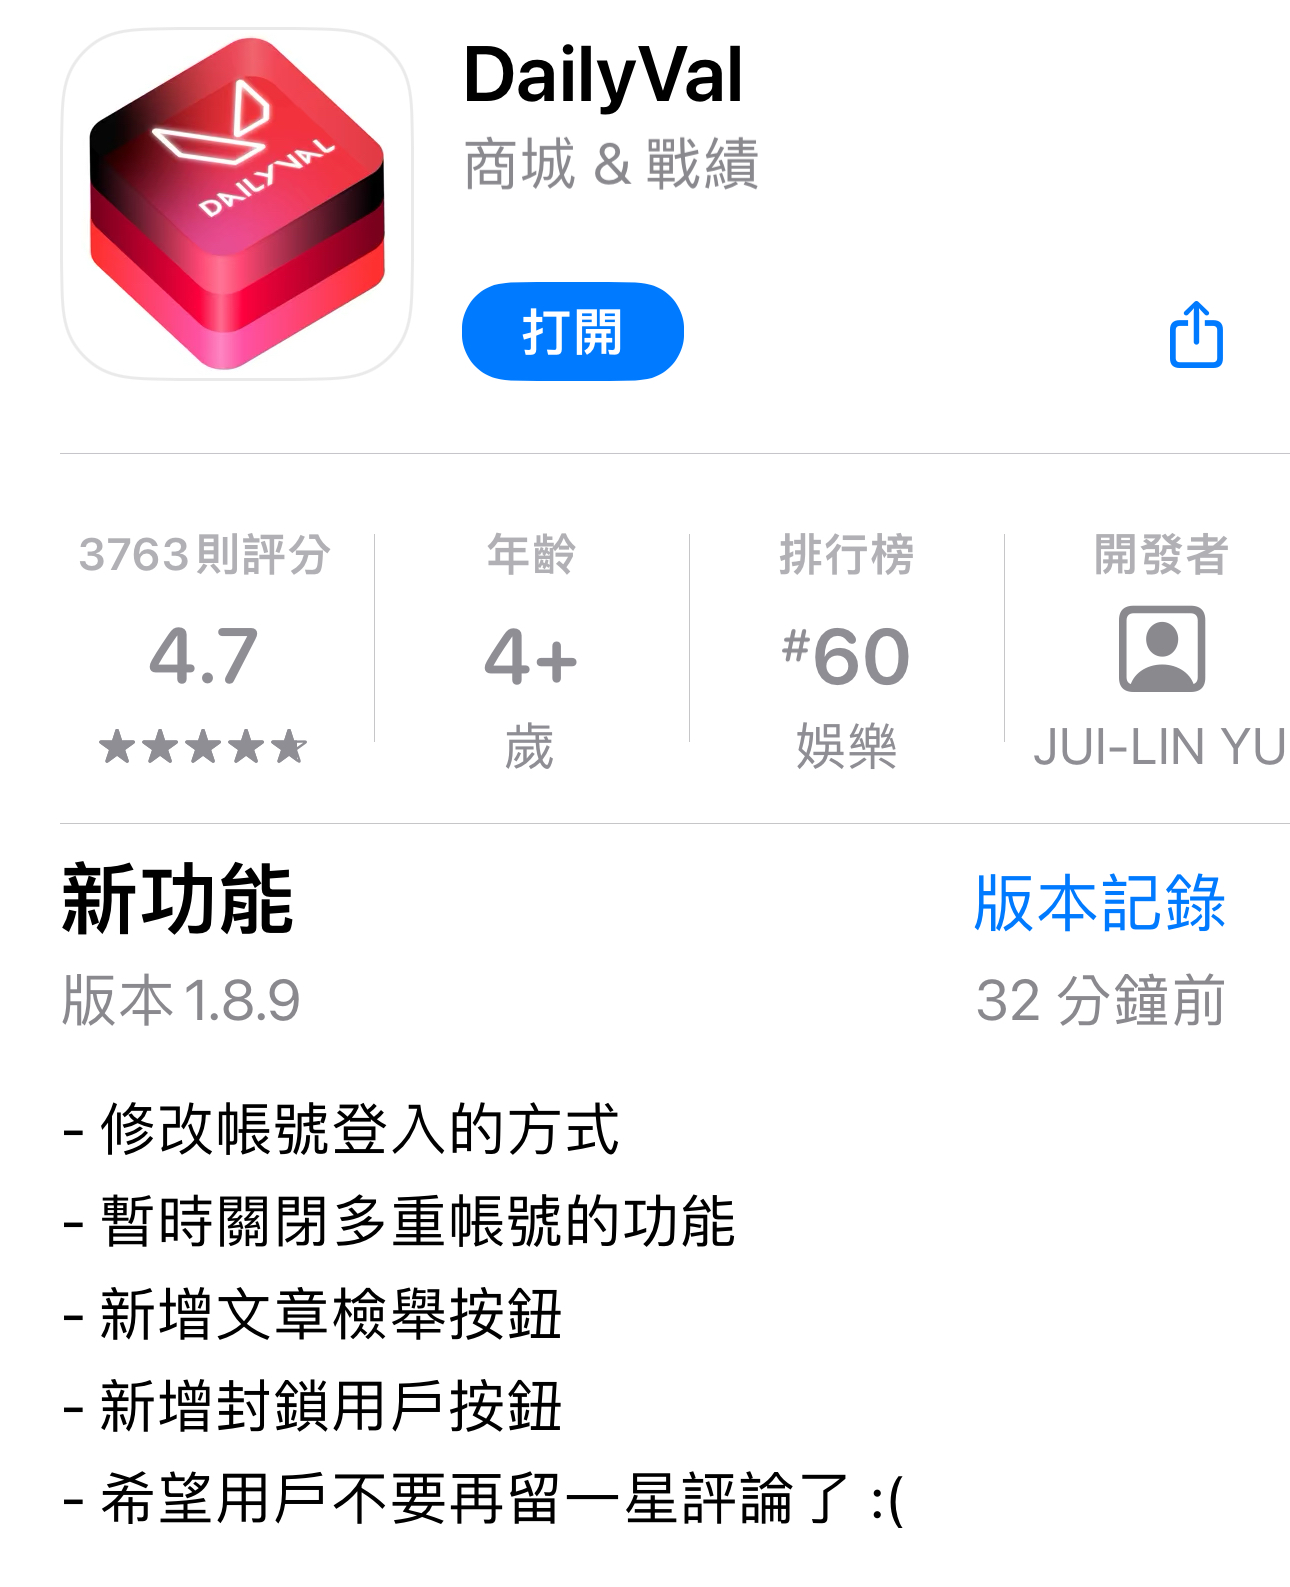 DAILYVAL
DailyVal
商城 & 戰績
打開
3763 則評分
4.7
年齡
4+
歲
排行榜
#60
娛樂
開發者
JUI-LIN YU
新功能
版本記錄
版本 1.8.9
32 分鐘前
- 修改帳號登入的方式
- 暫時關閉多重帳號的功能
- 新增文章檢舉按鈕
- 新增封鎖用戶按鈕
- 希望用戶不要再留一星評論了 :(